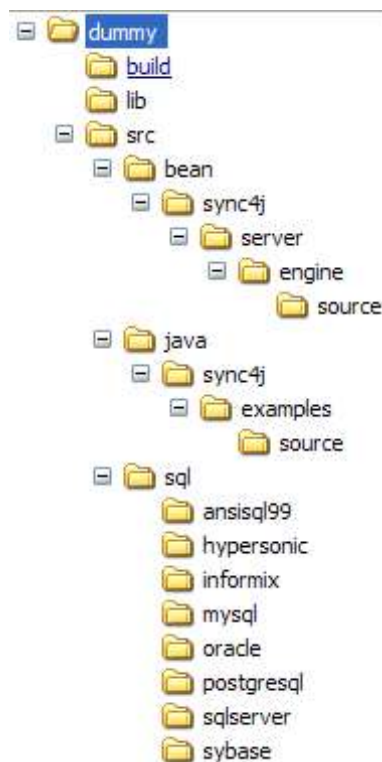 dummy
build
lib
src
bean
sync4j
server
engine
source
java
sync4j
examples
source
sql
ansisql99
hypersonic
informix
mysql
oracle
postgresql
sqlserver
sybase